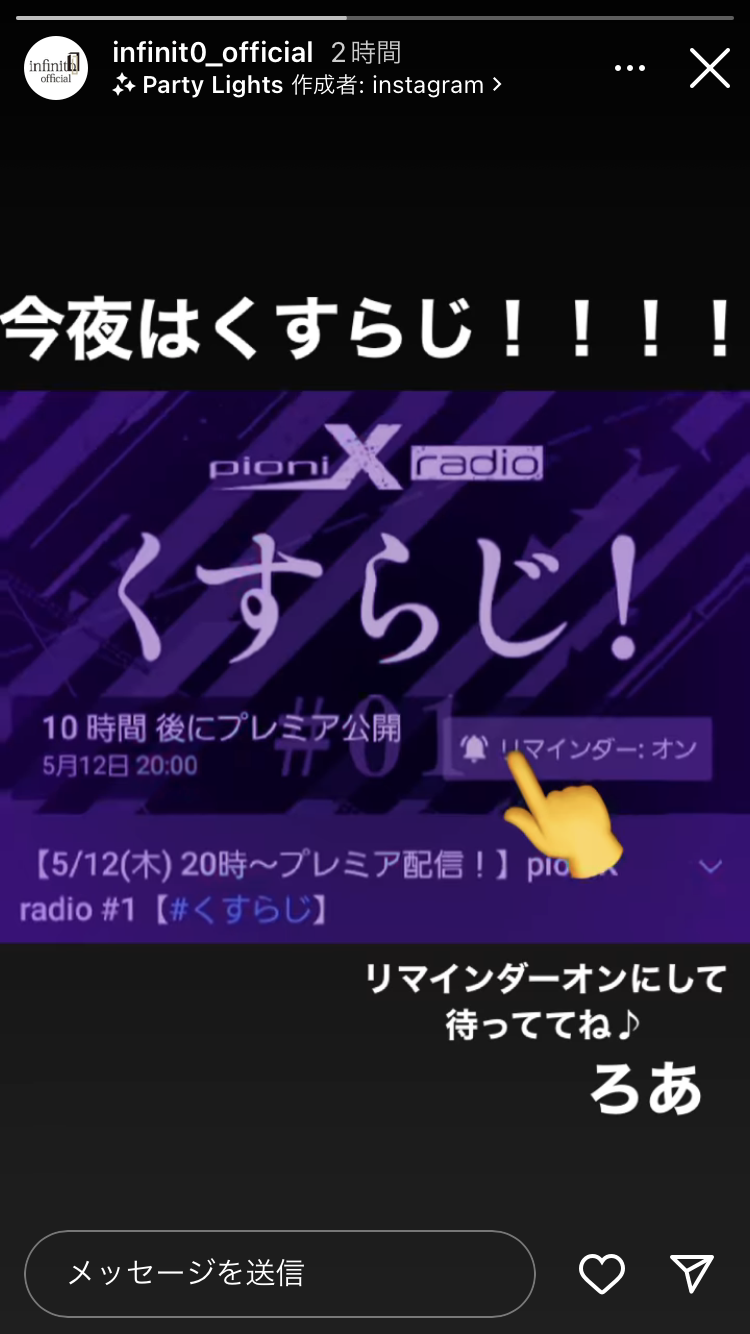 infinit0
official
infinit0_official 2時間
Party Lights 作成者: instagram
今夜はくすらじ！！！！
pioniX radio
くすらじ!
#01
10 時間 後にプレミア公開
リマインダー: オン
5月12日 20:00
【5/12(木) 20時〜プレミア配信！】
radio #1【#くすらじ】
リマインダーオンにして
待っててね♪
ろあ
メッセージを送信